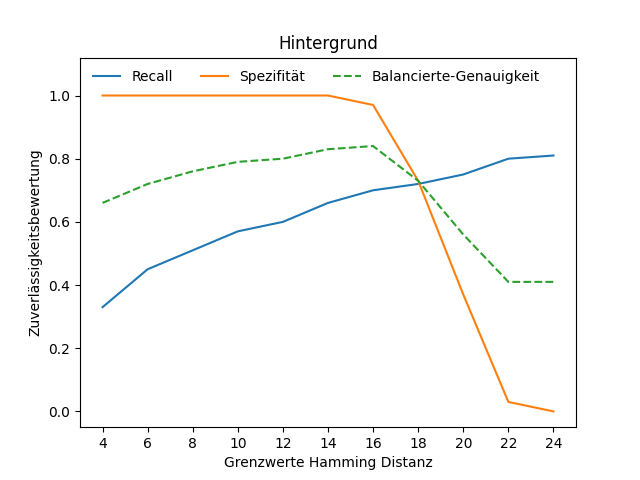 Hintergrund
Recall Spezifität Balancierte-Genauigkeit
1.0
0.8
0.6
0.4
0.2
0.0
Zuverlässigkeitsbewertung
4 6 8 10 12 14 16 18 20 22 24
Grenzwerte Hamming Distanz